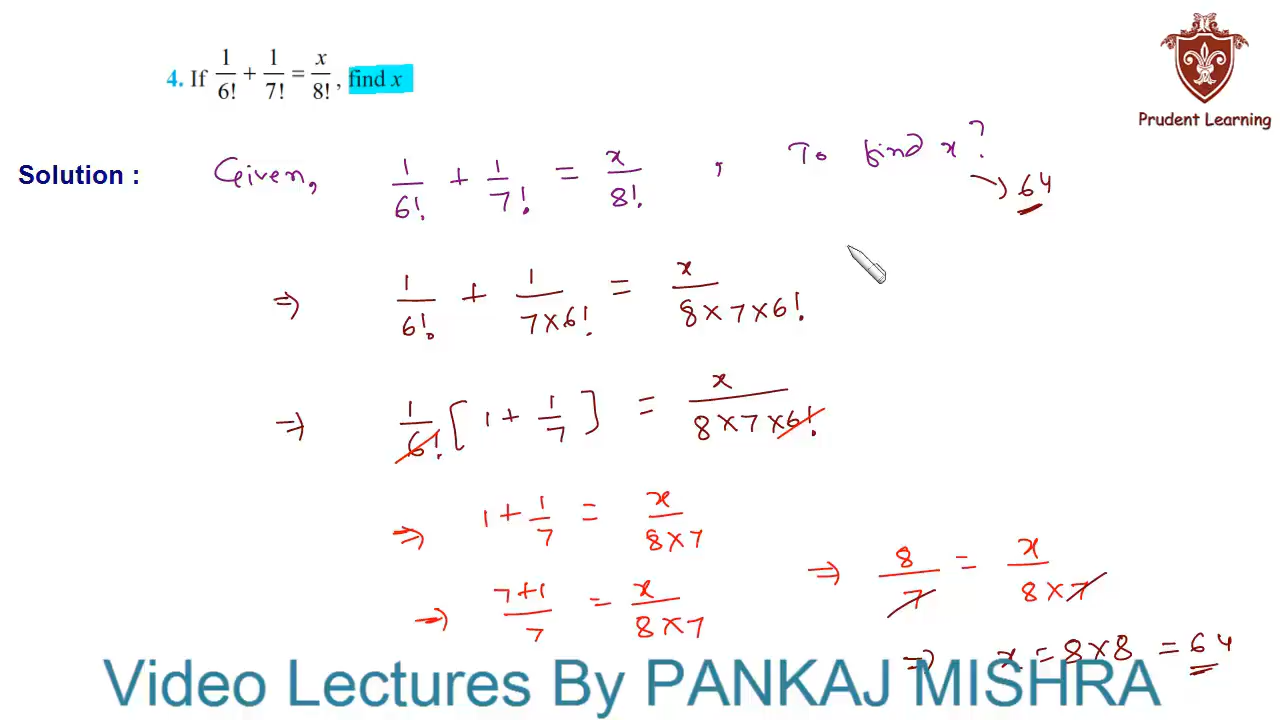 4. If 1/6! + 1/7! = x/8!, find x
Prudent Learning
Solution : Given, 1/6! + 1/7! = x/8! , To find x? → 64
⇒ 1/6! + 1/7×6! = x/8×7×6!
⇒ 1/6! [1 + 1/7] = x/8×7×6!
⇒ 1 + 1/7 = x/8×7
⇒ 7+1/7 = x/8×7
⇒ 8/7 = x/8×7
⇒ x = 8×8 = 64
Video Lectures By PANKAJ MISHRA